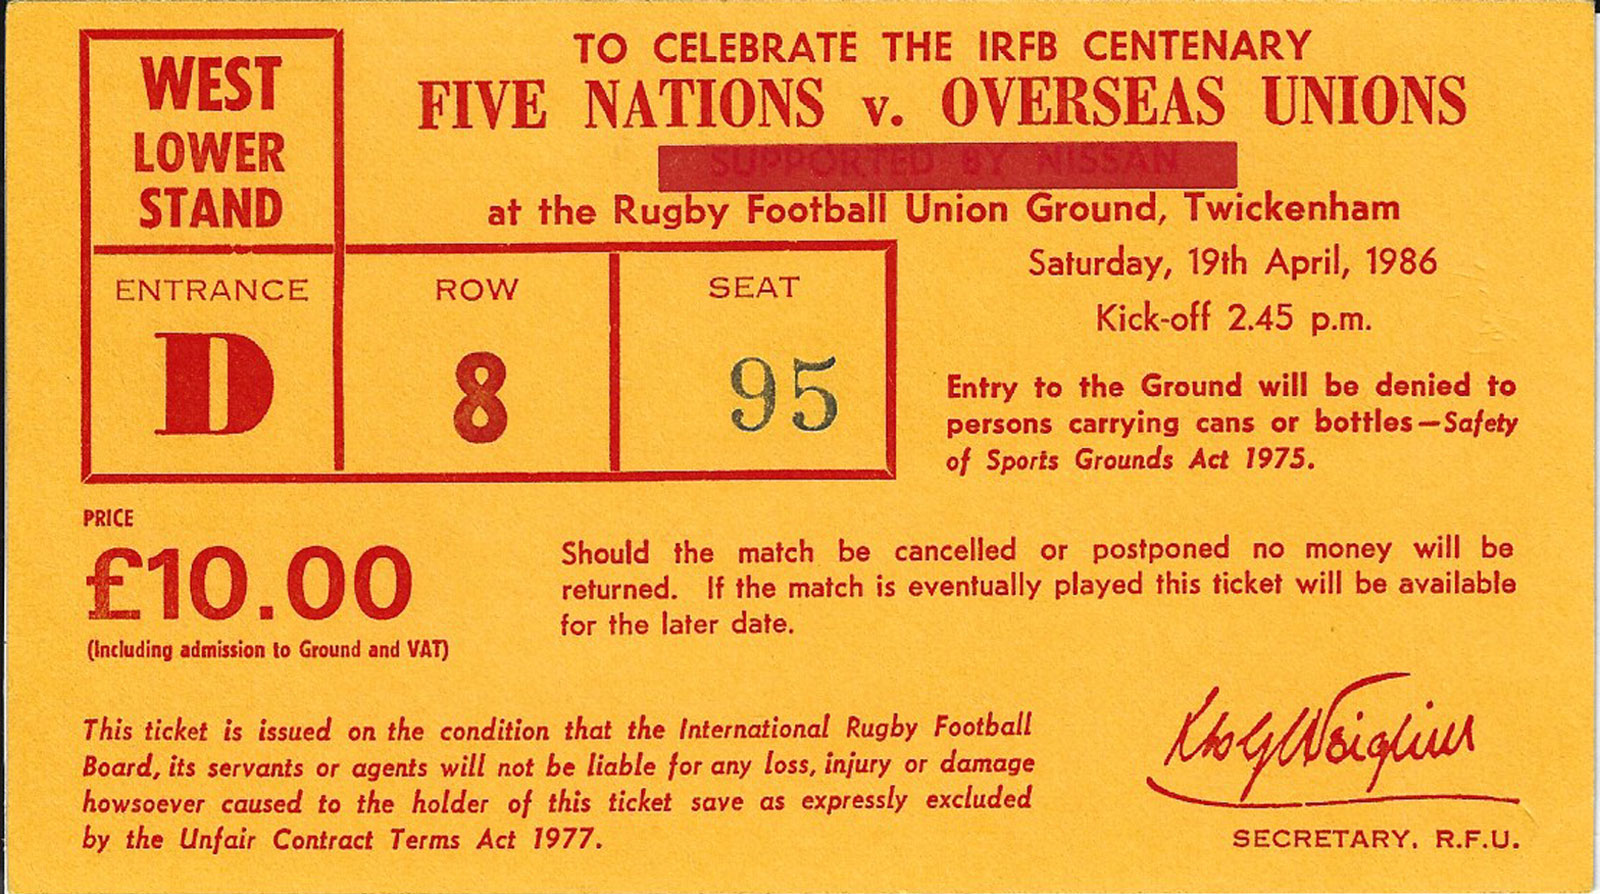 WEST
LOWER
STAND
TO CELEBRATE THE IRFB CENTENARY
FIVE NATIONS v. OVERSEAS UNIONS
SUPPORTED BY NISSAN
at the Rugby Football Union Ground, Twickenham
Saturday, 19th April, 1986
Kick-off 2.45 p.m.
ENTRANCE ROW SEAT
D 8 95
Entry to the Ground will be denied to
persons carrying cans or bottles—Safety
of Sports Grounds Act 1975.
PRICE
£10.00
(Including admission to Ground and VAT)
Should the match be cancelled or postponed no money will be
returned. If the match is eventually played this ticket will be available
for the later date.
This ticket is issued on the condition that the International Rugby Football
Board, its servants or agents will not be liable for any loss, injury or damage
howsoever caused to the holder of this ticket save as expressly excluded
by the Unfair Contract Terms Act 1977.
SECRETARY. R.F.U.